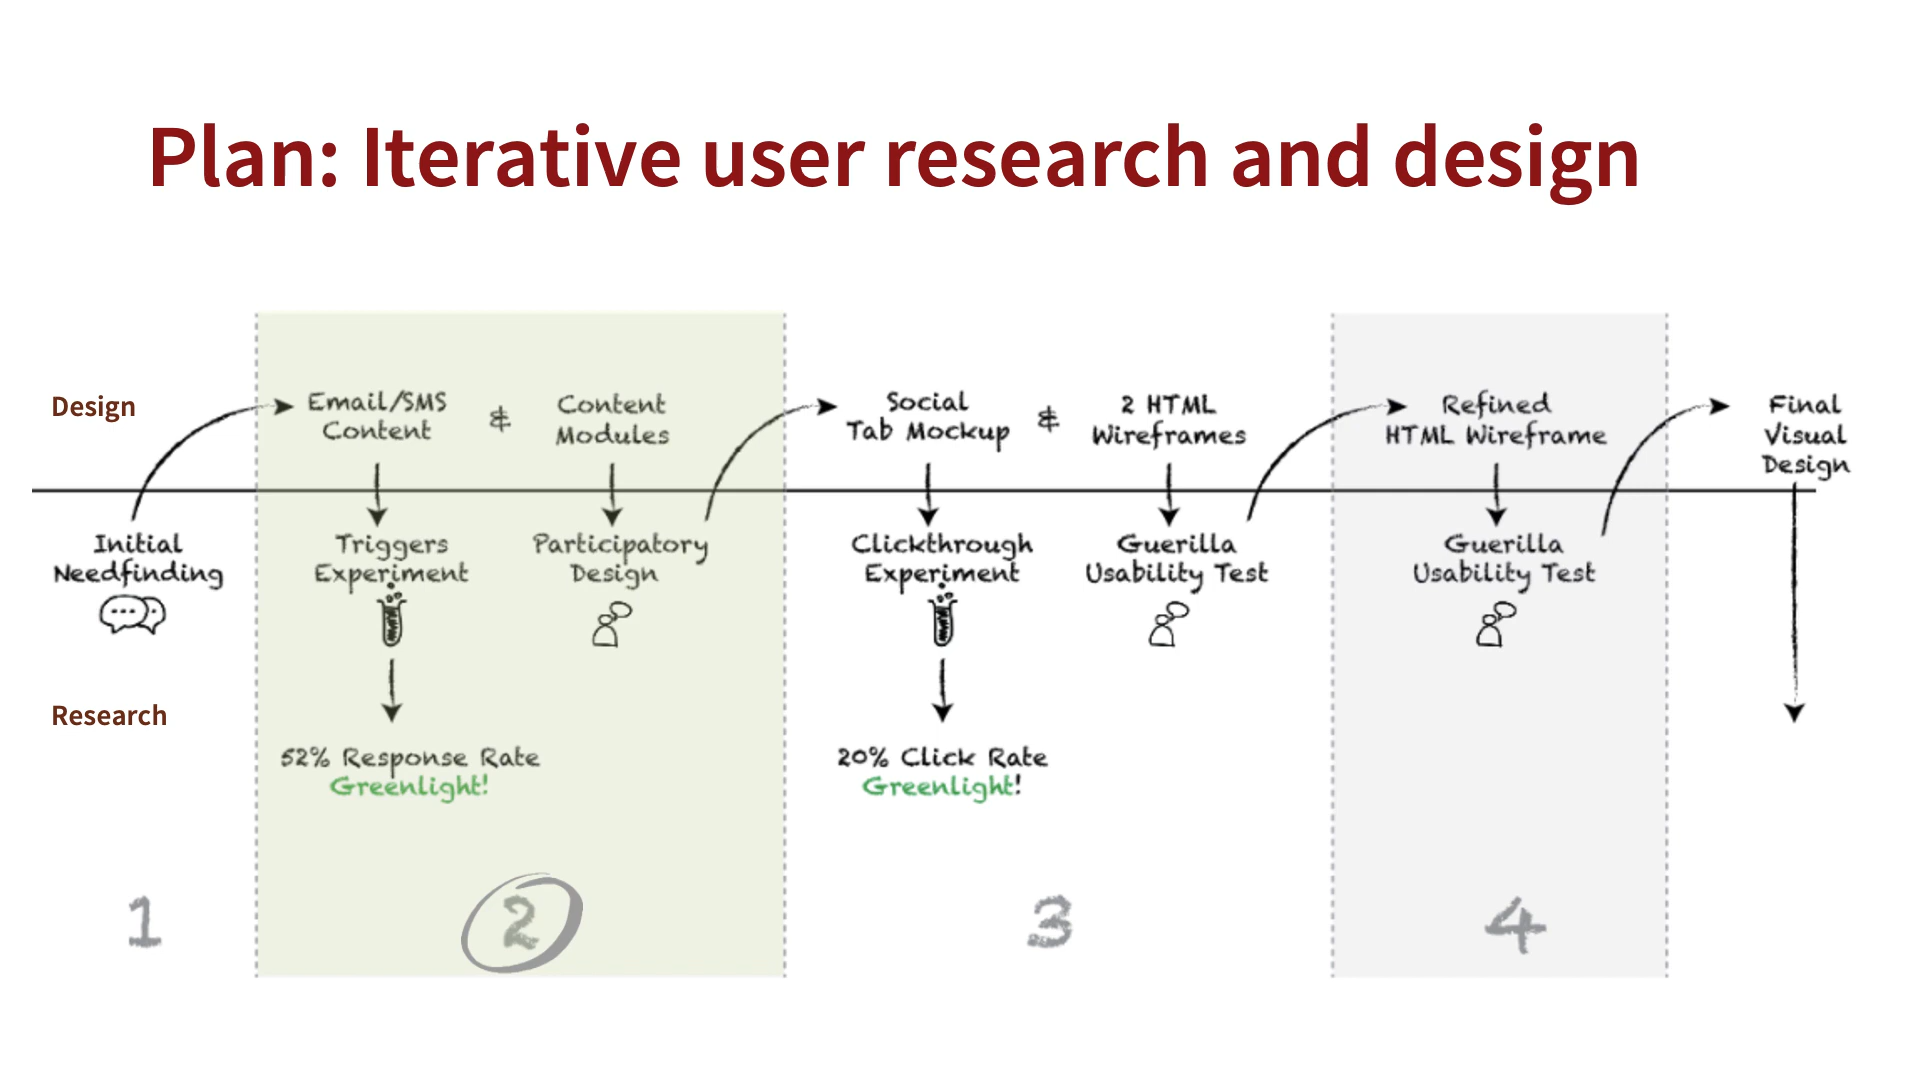 Plan: Iterative user research and design
Design
Email/SMS
Content
&
Content
Modules
Social
Tab Mockup
&
2 HTML
Wireframes
Refined
HTML Wireframe
Final
Visual
Design
Initial
Needfinding
Triggers
Experiment
Participatory
Design
Clickthrough
Experiment
Guerilla
Usability Test
Guerilla
Usability Test
Research
52% Response Rate
Greenlight!
20% Click Rate
Greenlight!
1
2
3
4